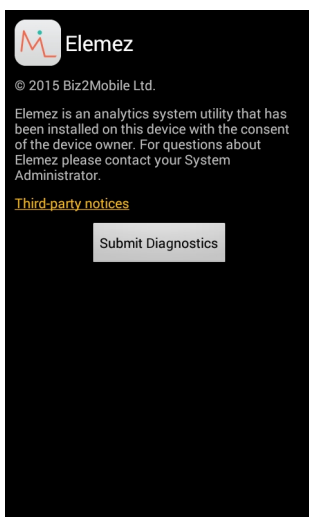 Elemez
© 2015 Biz2Mobile Ltd.
Elemez is an analytics system utility that has
been installed on this device with the consent
of the device owner. For questions about
Elemez please contact your System
Administrator.
Third-party notices
Submit Diagnostics